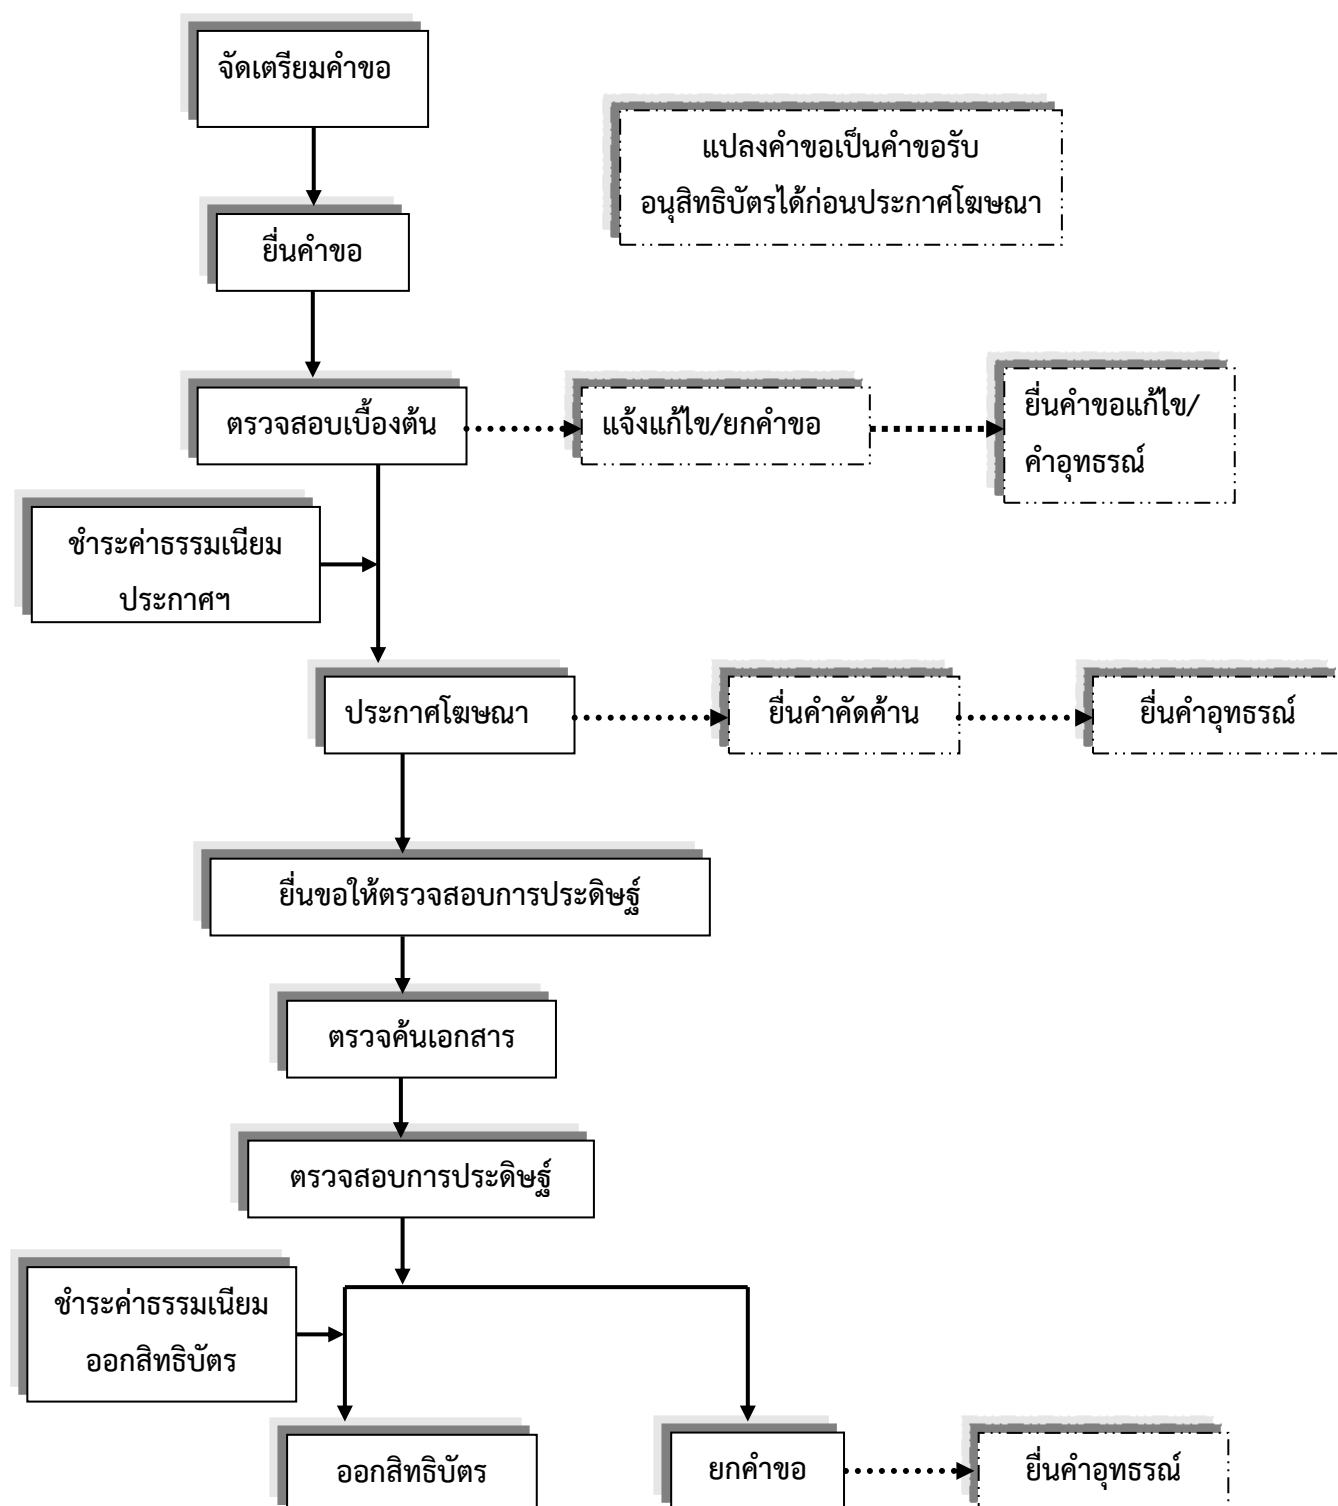 จัดเตรียมคำขอ
แปลงคำขอเป็นคำขอรับ
อนุสิทธิบัตรได้ก่อนประกาศโฆษณา
ยื่นคำขอ
ตรวจสอบเบื้องต้น
แจ้งแก้ไข/ยกคำขอ
ยื่นคำขอแก้ไข/
คำอุทธรณ์
ชำระค่าธรรมเนียม
ประกาศฯ
ประกาศโฆษณา
ยื่นคำคัดค้าน
ยื่นคำอุทธรณ์
ยื่นขอให้ตรวจสอบการประดิษฐ์
ตรวจค้นเอกสาร
ตรวจสอบการประดิษฐ์
ชำระค่าธรรมเนียม
ออกสิทธิบัตร
ออกสิทธิบัตร
ยกคำขอ
ยื่นคำอุทธรณ์